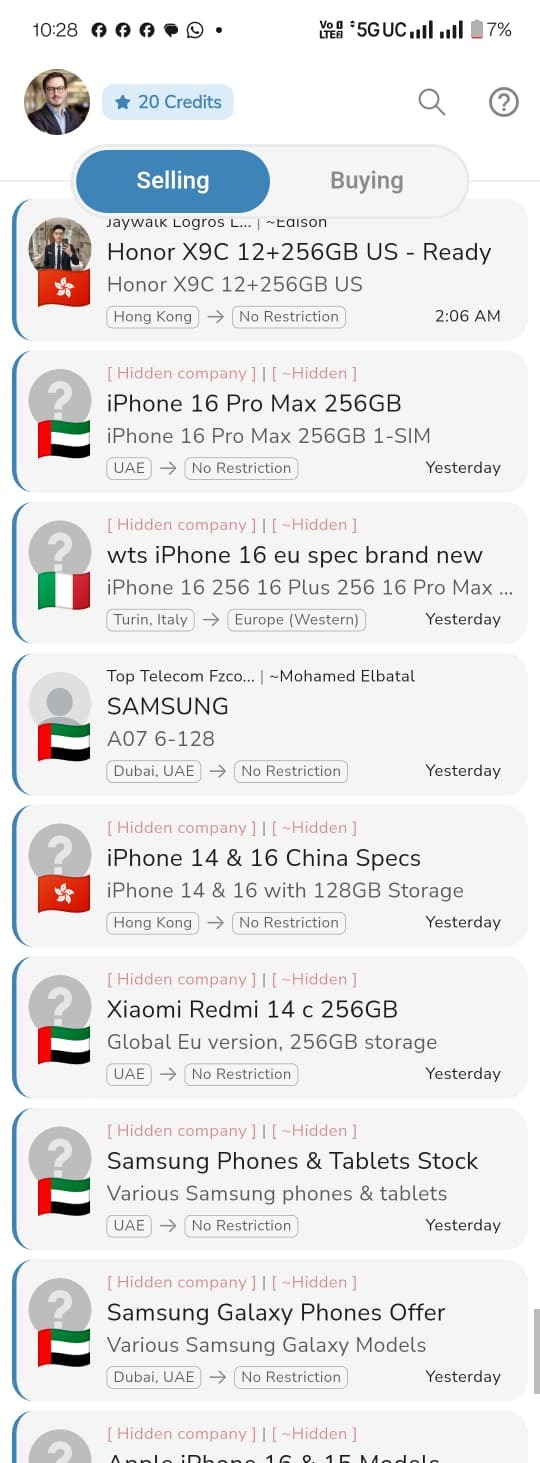 10:28
Vo LTE2 5G UC 7%
20 Credits
Selling
Buying
Jaywalk Logros L... | ~Edison
Honor X9C 12+256GB US - Ready
Honor X9C 12+256GB US
Hong Kong → No Restriction 2:06 AM
[ Hidden company ] | [ ~Hidden ]
iPhone 16 Pro Max 256GB
iPhone 16 Pro Max 256GB 1-SIM
UAE → No Restriction Yesterday
[ Hidden company ] | [ ~Hidden ]
wts iPhone 16 eu spec brand new
iPhone 16 256 16 Plus 256 16 Pro Max ...
Turin, Italy → Europe (Western) Yesterday
Top Telecom Fzco... | ~Mohamed Elbatal
SAMSUNG
A07 6-128
Dubai, UAE → No Restriction Yesterday
[ Hidden company ] | [ ~Hidden ]
iPhone 14 & 16 China Specs
iPhone 14 & 16 with 128GB Storage
Hong Kong → No Restriction Yesterday
[ Hidden company ] | [ ~Hidden ]
Xiaomi Redmi 14 c 256GB
Global Eu version, 256GB storage
UAE → No Restriction Yesterday
[ Hidden company ] | [ ~Hidden ]
Samsung Phones & Tablets Stock
Various Samsung phones & tablets
UAE → No Restriction Yesterday
[ Hidden company ] | [ ~Hidden ]
Samsung Galaxy Phones Offer
Various Samsung Galaxy Models
Dubai, UAE → No Restriction Yesterday
[ Hidden company ] | [ ~Hidden ]
Apple iPhone 16 & 15 Models